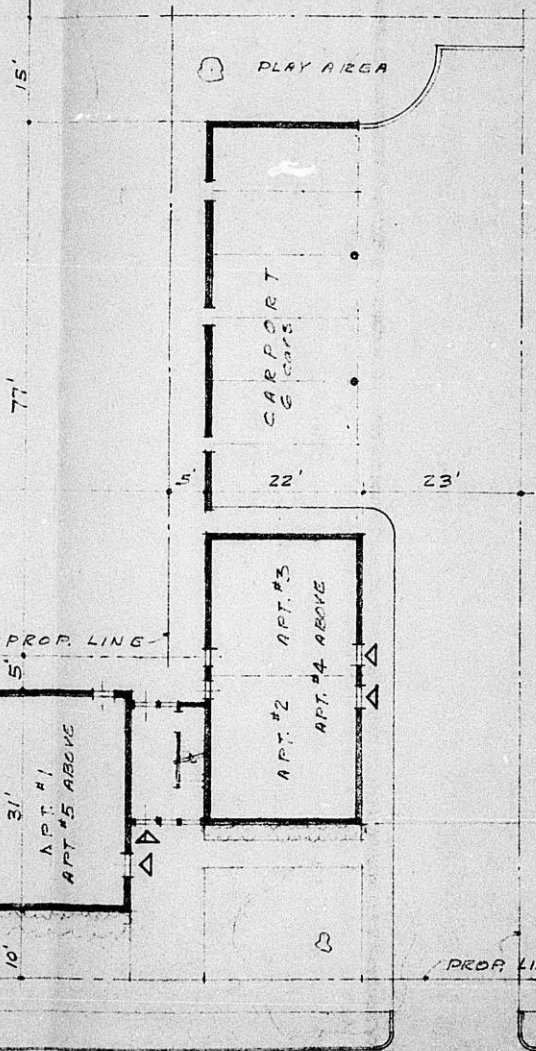 PLAY AREA
15'
77'
CARPORT
6 cars
5'
22'
23'
PROP. LINE
5'
APT. #2 APT. #3
APT. #4 ABOVE
31'
APT. #1
APT #5 ABOVE
10'
PROP. LI